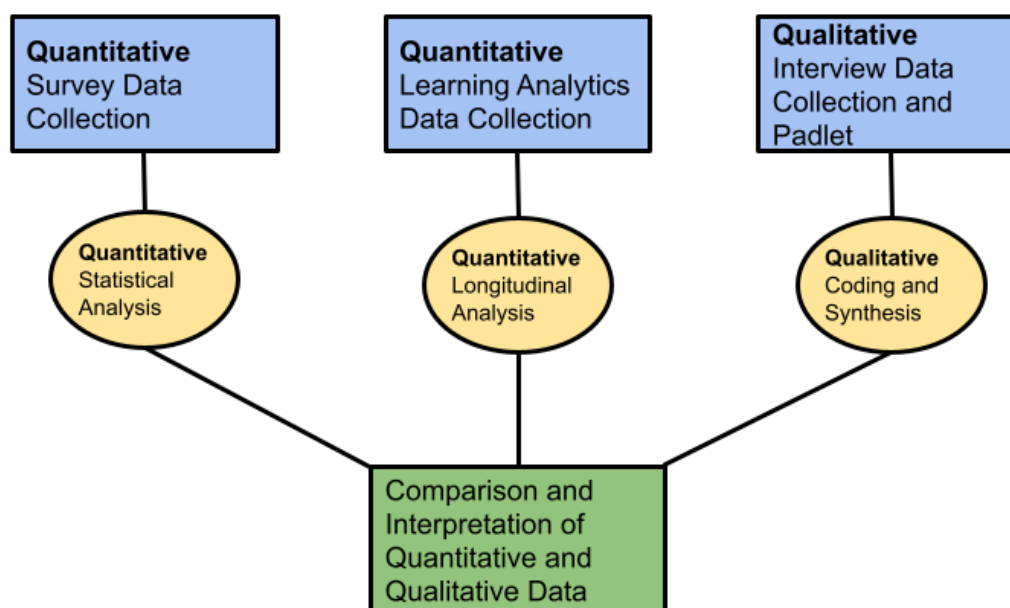 Quantitative
Survey Data
Collection
Quantitative
Learning Analytics
Data Collection
Qualitative
Interview Data
Collection and
Padlet
Quantitative
Statistical
Analysis
Quantitative
Longitudinal
Analysis
Qualitative
Coding and
Synthesis
Comparison and
Interpretation of
Quantitative and
Qualitative Data